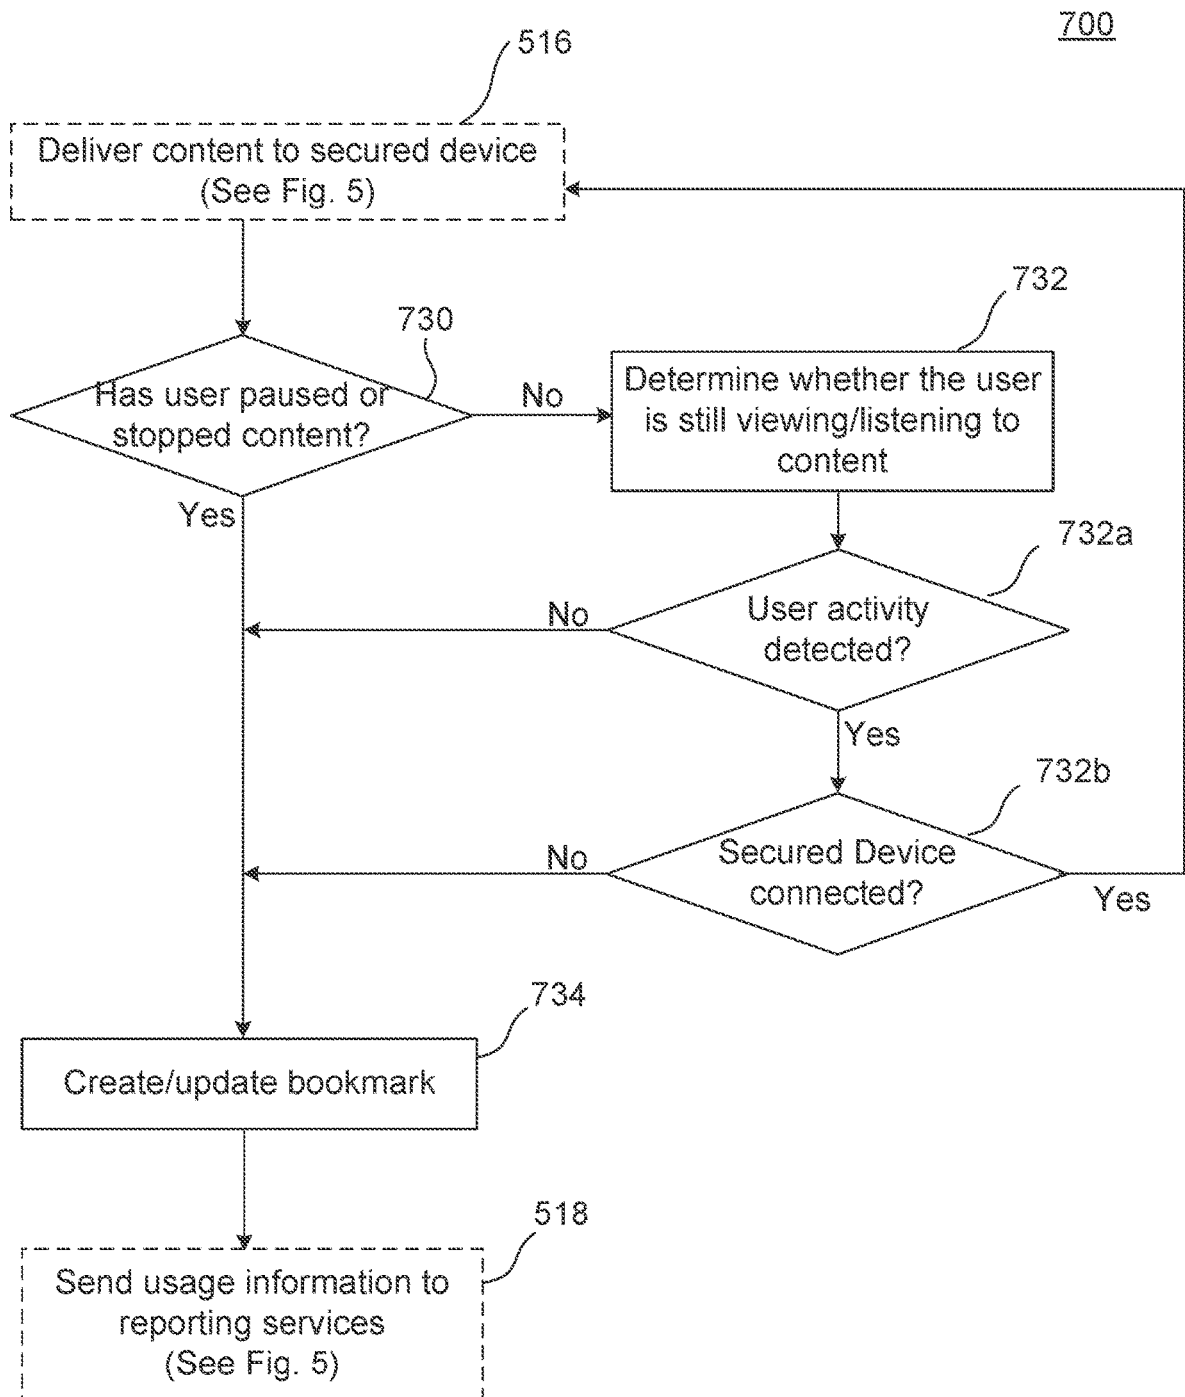 700
516
Deliver content to secured device
(See Fig. 5)
730
Has user paused or
stopped content?
No
Yes
732
Determine whether the user
is still viewing/listening to
content
732a
User activity
detected?
No
Yes
732b
Secured Device
connected?
No
Yes
734
Create/update bookmark
518
Send usage information to
reporting services
(See Fig. 5)